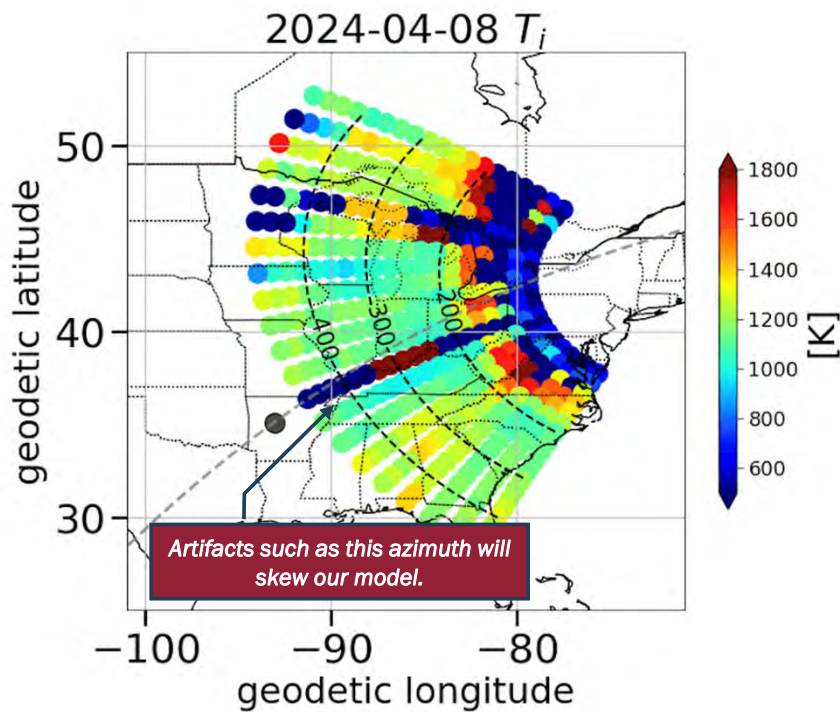 2024-04-08 T_i
geodetic latitude
50
40
30
400
300
200
1800
1600
1400
1200
1000
800
600
[K]
Artifacts such as this azimuth will
skew our model.
−100
−90
−80
geodetic longitude